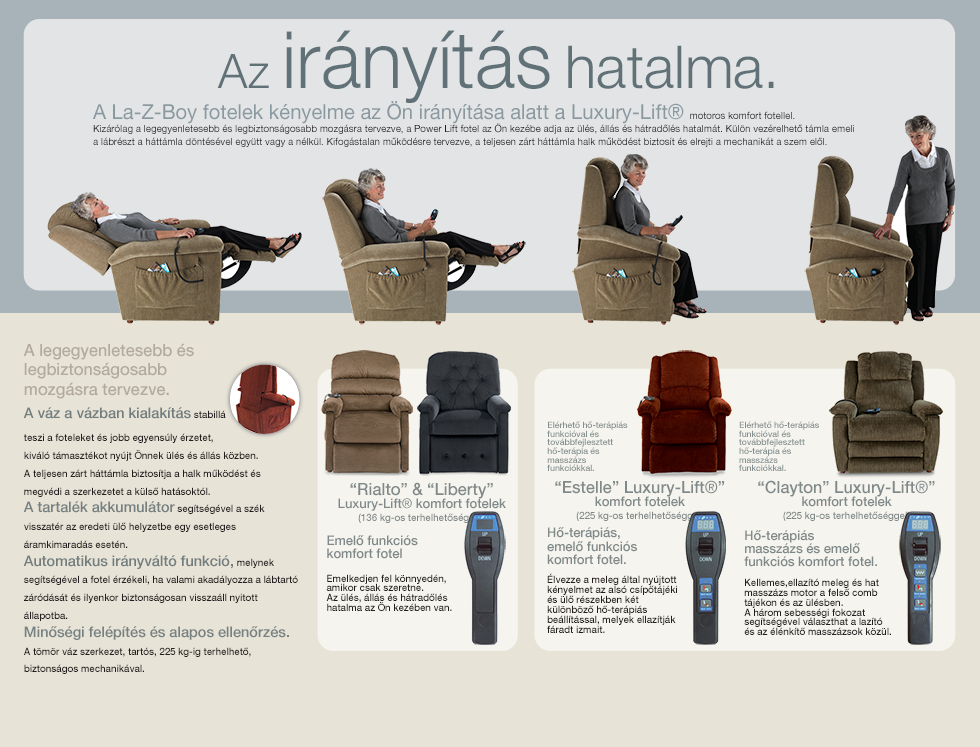 Az irányítás hatalma.
A La-Z-Boy fotelek kényelme az Ön irányítása alatt a Luxury-Lift® motoros komfort fotellel.
Kizárólag a legegyenletesebb és legbiztonságosabb mozgásra tervezve, a Power Lift fotel az Ön kezébe adja az ülés, állás és hátradőlés hatalmát. Külön vezérelhető támla emeli
a lábrészt a háttámla döntésével együtt vagy a nélkül. Kifogástalan működésre tervezve, a teljesen zárt háttámla halk működést biztosít és elrejti a mechanikát a szem elől.
A legegyenletesebb és
legbiztonságosabb
mozgásra tervezve.
A váz a vázban kialakítás stabillá
teszi a foteleket és jobb egyensúly érzetet,
kiváló támasztékot nyújt Önnek ülés és állás közben.
A teljesen zárt háttámla biztosítja a halk működést és
megvédi a szerkezetet a külső hatásoktól.
A tartalék akkumulátor segítségével a szék
visszatér az eredeti ülő helyzetbe egy esetleges
áramkimaradás esetén.
Automatikus irányváltó funkció, melynek
segítségével a fotel érzékeli, ha valami akadályozza a lábtartó
záródását és ilyenkor biztonságosan visszaáll nyitott
állapotba.
Minőségi felépítés és alapos ellenőrzés.
A tömör váz szerkezet, tartós, 225 kg-ig terhelhető,
biztonságos mechanikával.
“Rialto” & “Liberty”
Luxury-Lift® komfort fotelek
(136 kg-os terhelhetőség
Emelő funkciós
komfort fotel
Emelkedjen fel könnyedén,
amikor csak szeretne.
Az ülés, állás és hátradőlés
hatalma az Ön kezében van.
UP
DOWN
Elérhető hő-terápiás
funkcióval és
továbbfejlesztett
hő-terápia és
masszázs
funkciókkal.
“Estelle” Luxury-Lift®”
komfort fotelek
(225 kg-os terhelhetőségg
Hő-terápiás,
emelő funkciós
komfort fotel.
Élvezze a meleg által nyújtott
kényelmet az alsó csípőtájéki
és ülő részekben két
különböző hő-terápiás
beállítással, melyek ellazítják
fáradt izmait.
888
UP
DOWN
Elérhető hő-terápiás
funkcióval és
továbbfejlesztett
hő-terápia és
masszázs
funkciókkal.
“Clayton” Luxury-Lift®”
komfort fotelek
(225 kg-os terhelhetőségge
Hő-terápiás
masszázs és emelő
funkciós komfort fotel.
Kellemes,ellazító meleg és hat
masszázs motor a felső comb
tájékon és az ülésben.
A három sebességi fokozat
segítségével választhat a lazító
és az élénkítő masszázsok közül.
888
UP
DOWN